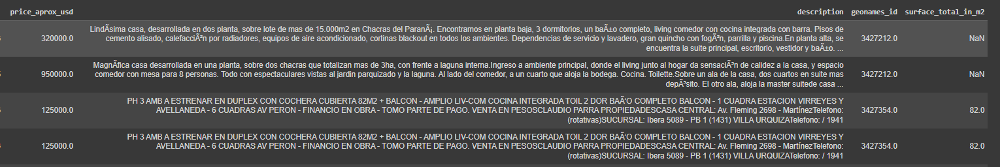 price_aprox_usd description geonames_id surface_total_in_m2
LindÃsima casa, desarrollada en dos planta, sobre lote de mas de 15.000m2 en Chacras del ParanÃ¡. Encontramos en planta baja, 3 dormitorios, un baÃ±o completo, living comedor con cocina integrada con barra. Pisos de
320000.0 cemento alisado, calefacciÃ³n por radiadores, equipos de aire acondicionado, cortinas blackout en todos los ambientes. Dependencias de servicio y lavadero, gran quincho con fogÃ³n, parrilla y piscina.En planta alta, se 3427212.0 NaN
encuentra la suite principal, escritorio, vestidor y baÃ±o. ...
MagnÃfica casa desarrollada en una planta, sobre dos chacras que totalizan mas de 3ha, con frente a laguna interna.Ingreso a ambiente principal, donde el living junto al hogar da sensaciÃ³n de calidez a la casa, y espacio
950000.0 comedor con mesa para 8 personas. Todo con espectaculares vistas al jardin parquizado y la laguna. Al lado del comedor, a un cuarto que aloja la bodega. Cocina. Toilette.Sobre un ala de la casa, dos cuartos en suite mas 3427212.0 NaN
depÃ³sito. El otro ala, aloja la master suitede casa ...
PH 3 AMB A ESTRENAR EN DUPLEX CON COCHERA CUBIERTA 82M2 + BALCON - AMPLIO LIV-COM COCINA INTEGRADA TOIL 2 DOR BAÃ'O COMPLETO BALCON - 1 CUADRA ESTACION VIRREYES Y
125000.0 AVELLANEDA - 6 CUADRAS AV PERON - FINANCIO EN OBRA - TOMO PARTE DE PAGO. VENTA EN PESOSCLAUDIO PARRA PROPIEDADESCASA CENTRAL: Av. Fleming 2698 - MartínezTelefono: 3427354.0 82.0
(rotativas)SUCURSAL: Ibera 5089 - PB 1 (1431) VILLA URQUIZATelefono: / 1941
PH 3 AMB A ESTRENAR EN DUPLEX CON COCHERA CUBIERTA 82M2 + BALCON - AMPLIO LIV-COM COCINA INTEGRADA TOIL 2 DOR BAÃ'O COMPLETO BALCON - 1 CUADRA ESTACION VIRREYES Y
125000.0 AVELLANEDA - 6 CUADRAS AV PERON - FINANCIO EN OBRA - TOMO PARTE DE PAGO. VENTA EN PESOSCLAUDIO PARRA PROPIEDADESCASA CENTRAL: Av. Fleming 2698 - MartínezTelefono: 3427354.0 82.0
(rotativas)SUCURSAL: Ibera 5089 - PB 1 (1431) VILLA URQUIZATelefono: / 1941